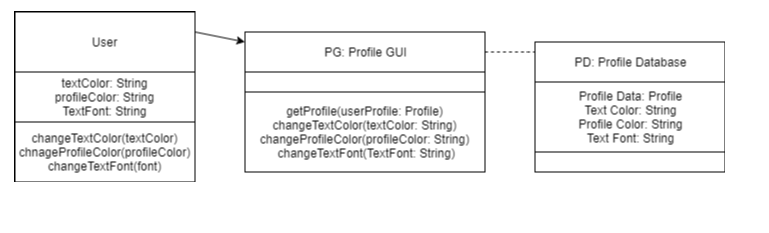 User
textColor: String
profileColor: String
TextFont: String
changeTextColor(textColor)
chnageProfileColor(profileColor)
changeTextFont(font)
PG: Profile GUI
getProfile(userProfile: Profile)
changeTextColor(textColor: String)
changeProfileColor(profileColor: String)
changeTextFont(TextFont: String)
PD: Profile Database
Profile Data: Profile
Text Color: String
Profile Color: String
Text Font: String